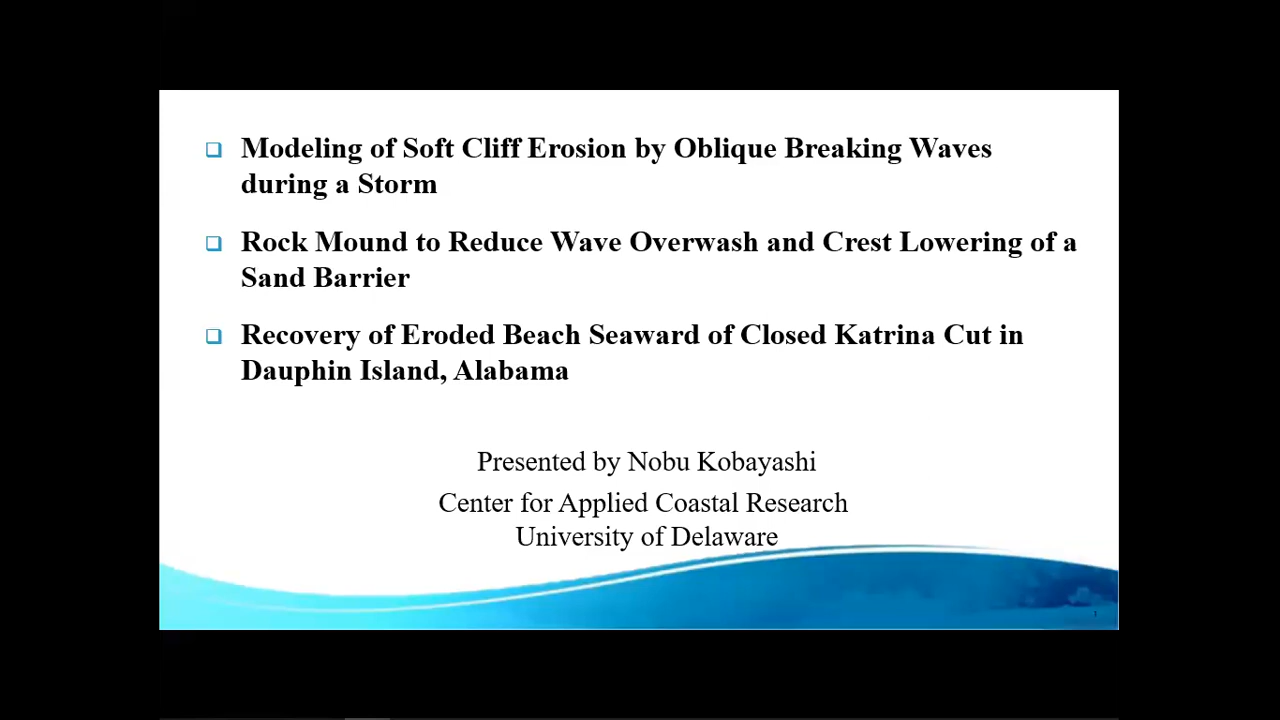 Modeling of Soft Cliff Erosion by Oblique Breaking Waves
during a Storm
Rock Mound to Reduce Wave Overwash and Crest Lowering of a
Sand Barrier
Recovery of Eroded Beach Seaward of Closed Katrina Cut in
Dauphin Island, Alabama
Presented by Nobu Kobayashi
Center for Applied Coastal Research
University of Delaware